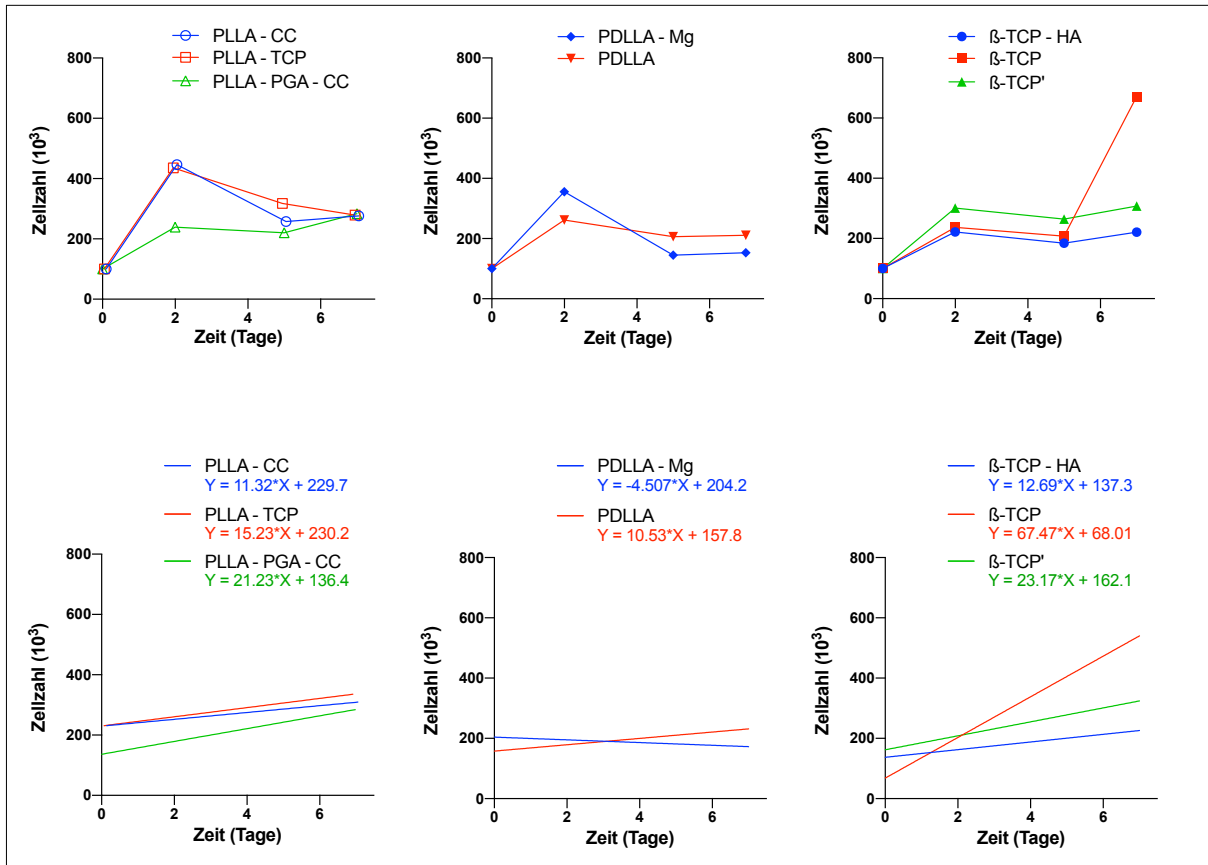 PLLA - CC
PLLA - TCP
PLLA - PGA - CC
800
600
400
200
0
Zellzahl (10³)
0 2 4 6
Zeit (Tage)
PDLLA - Mg
PDLLA
800
600
400
200
0
Zellzahl (10³)
0 2 4 6
Zeit (Tage)
ß-TCP - HA
ß-TCP
ß-TCP'
800
600
400
200
0
Zellzahl (10³)
0 2 4 6
Zeit (Tage)
PLLA - CC
Y = 11.32*X + 229.7
PLLA - TCP
Y = 15.23*X + 230.2
PLLA - PGA - CC
Y = 21.23*X + 136.4
800
600
400
200
0
Zellzahl (10³)
0 2 4 6
Zeit (Tage)
PDLLA - Mg
Y = -4.507*X + 204.2
PDLLA
Y = 10.53*X + 157.8
800
600
400
200
0
Zellzahl (10³)
0 2 4 6
Zeit (Tage)
ß-TCP - HA
Y = 12.69*X + 137.3
ß-TCP
Y = 67.47*X + 68.01
ß-TCP'
Y = 23.17*X + 162.1
800
600
400
200
0
Zellzahl (10³)
0 2 4 6
Zeit (Tage)